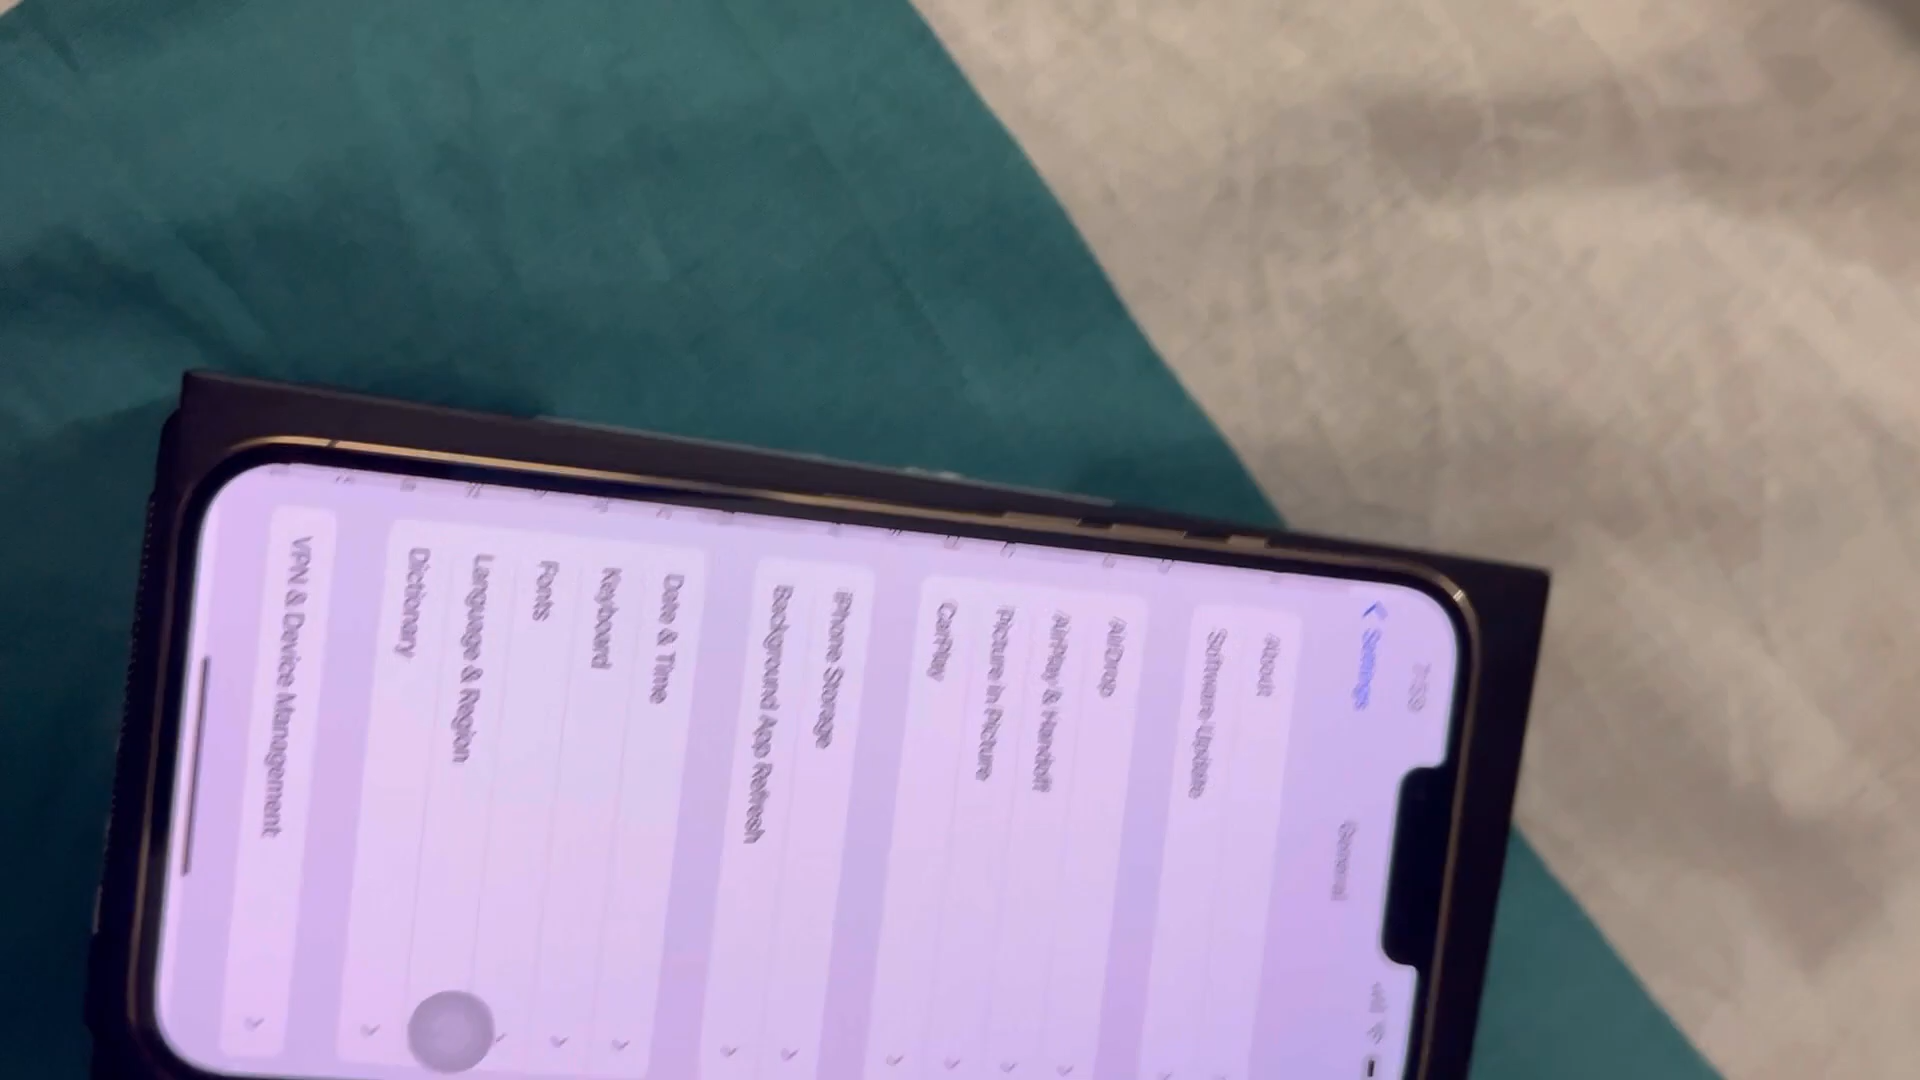 Settings
General
About
Software Update
AirDrop
AirPlay & Handoff
Picture in Picture
CarPlay
iPhone Storage
Background App Refresh
Date & Time
Keyboard
Fonts
Language & Region
Dictionary
VPN & Device Management